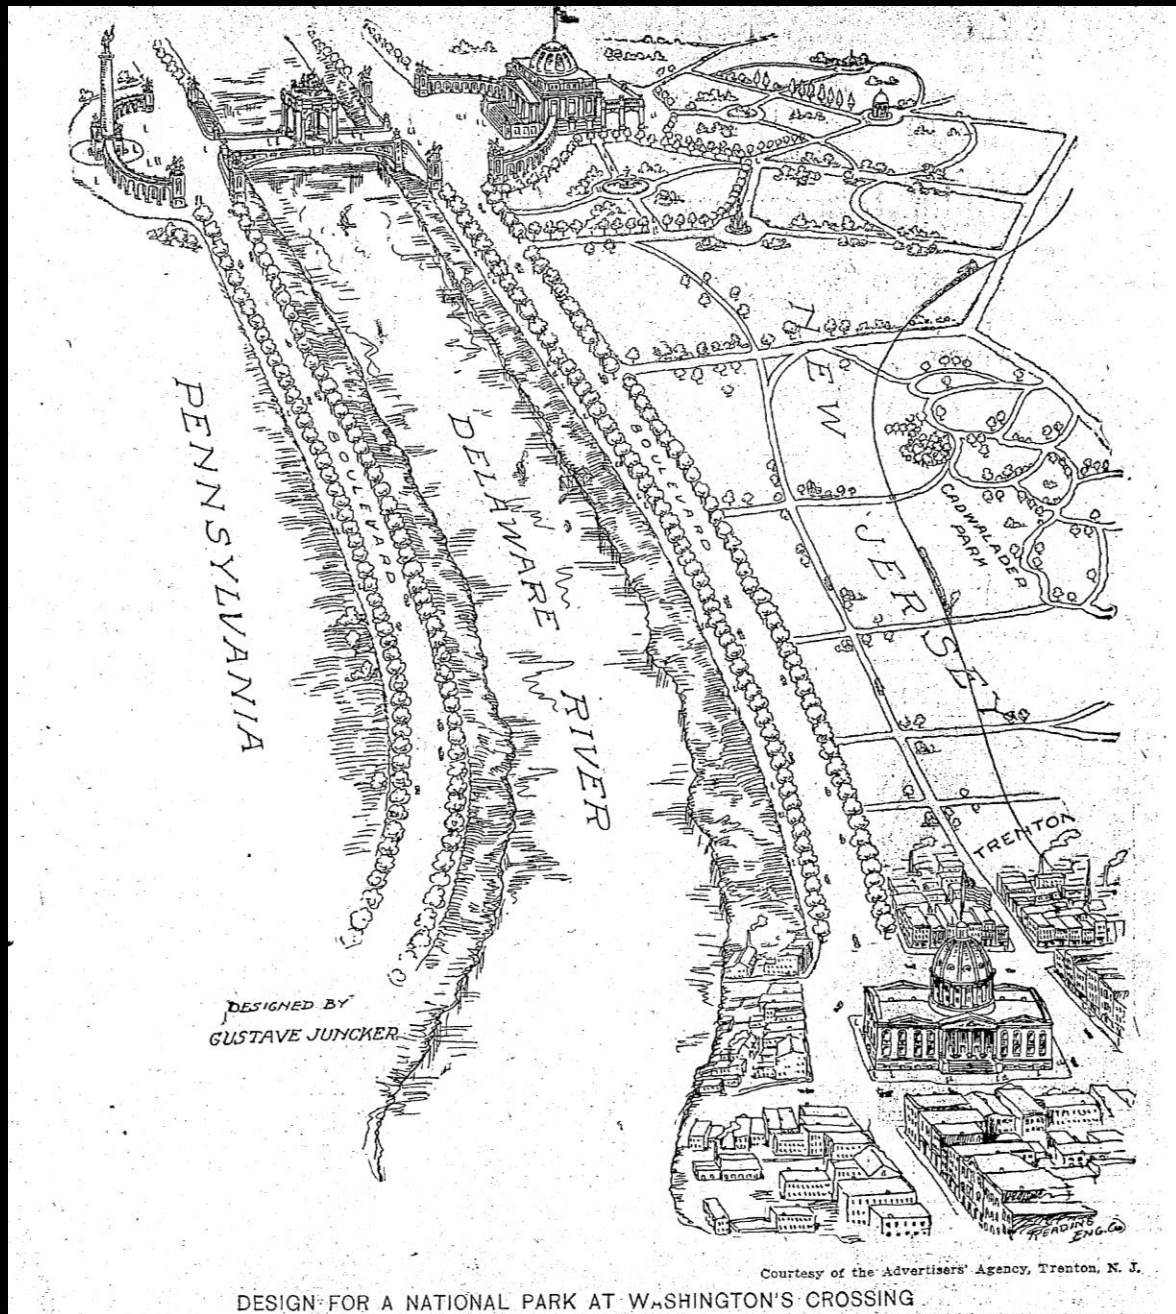 PENNSYLVANIA
BOULEVARD
DELAWARE
RIVER
BOULEVARD
NEW JERSEY
CADWALADER
PARK
TRENTON
DESIGNED BY
GUSTAVE JUNCKER
READING
ENG. Co
Courtesy of the Advertisers' Agency, Trenton, N. J.
DESIGN FOR A NATIONAL PARK AT WASHINGTON'S CROSSING